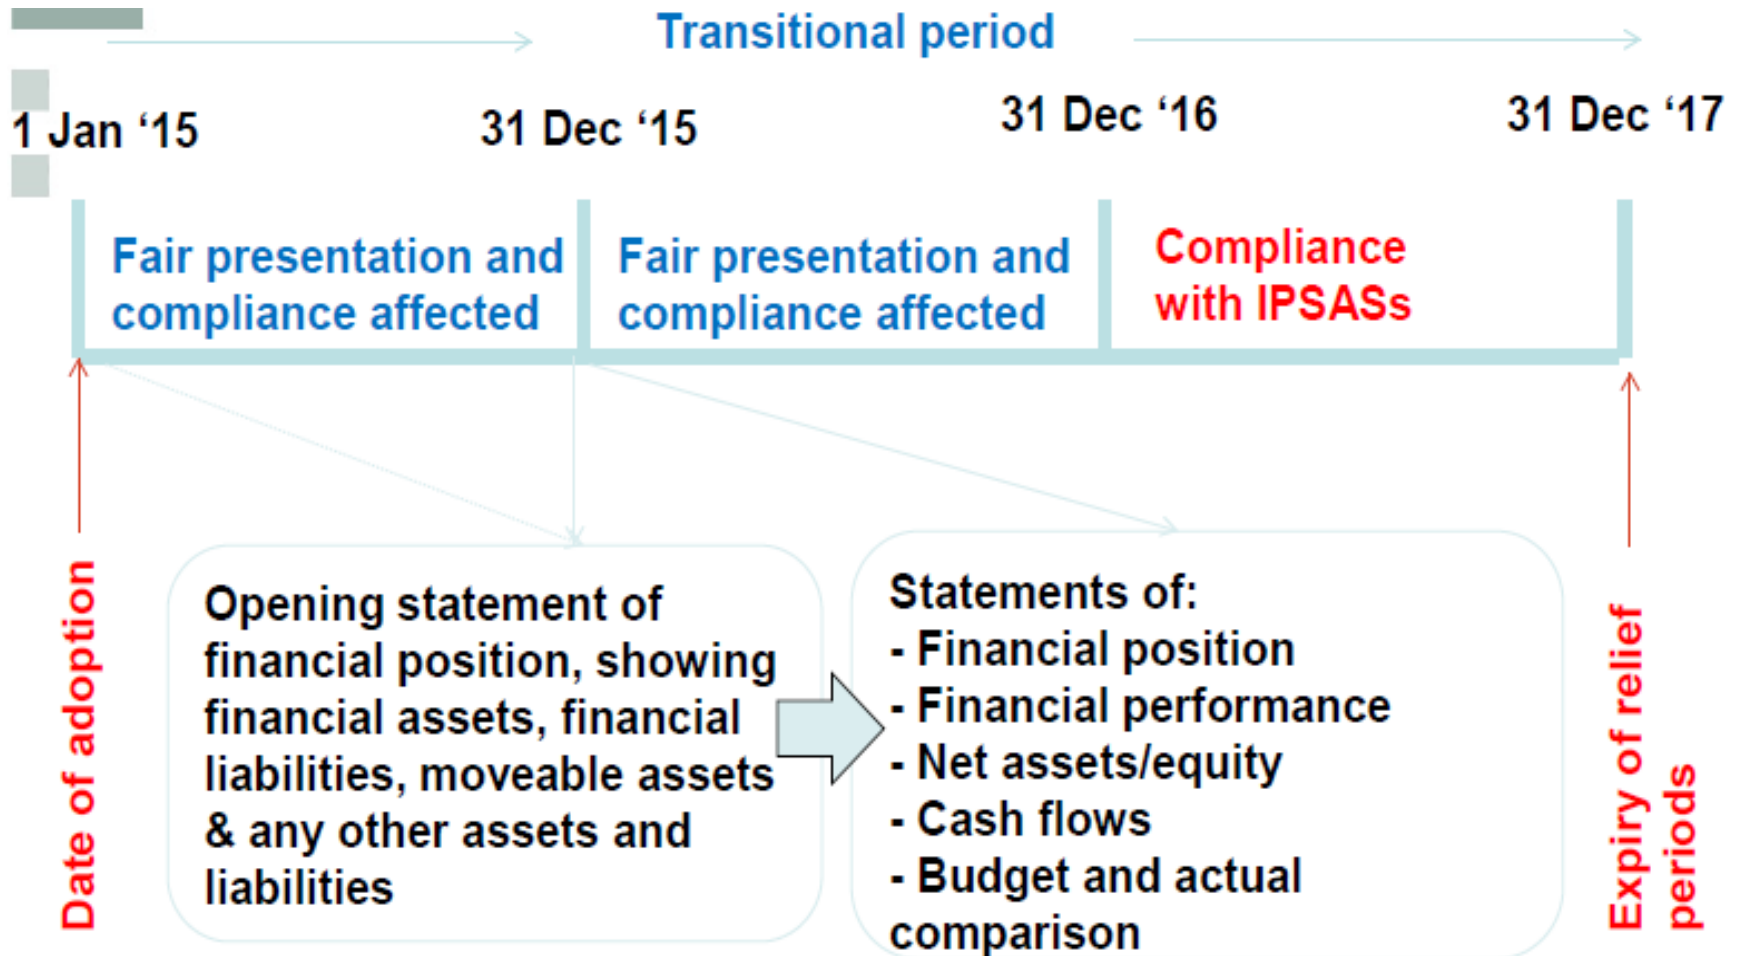 Transitional period
1 Jan ‘15
31 Dec ‘15
31 Dec ‘16
31 Dec ‘17
Fair presentation and
compliance affected
Fair presentation and
compliance affected
Compliance
with IPSASs
Date of adoption
Opening statement of
financial position, showing
financial assets, financial
liabilities, moveable assets
& any other assets and
liabilities
Statements of:
- Financial position
- Financial performance
- Net assets/equity
- Cash flows
- Budget and actual
comparison
Expiry of relief
periods